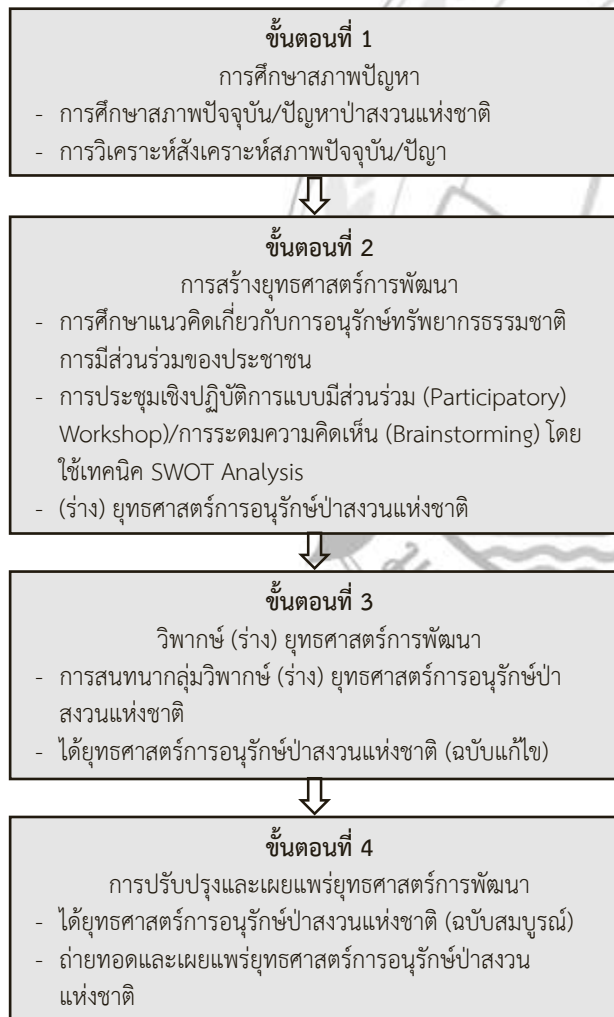 ขั้นตอนที่ 1
การศึกษาสภาพปัญหา
- การศึกษาสภาพปัจจุบัน/ปัญหาป่าสงวนแห่งชาติ
- การวิเคราะห์สังเคราะห์สภาพปัจจุบัน/ปัญา
ขั้นตอนที่ 2
การสร้างยุทธศาสตร์การพัฒนา
- การศึกษาแนวคิดเกี่ยวกับการอนุรักษ์ทรัพยากรธรรมชาติ
การมีส่วนร่วมของประชาชน
- การประชุมเชิงปฏิบัติการแบบมีส่วนร่วม (Participatory)
Workshop)/การระดมความคิดเห็น (Brainstorming) โดย
ใช้เทคนิค SWOT Analysis
- (ร่าง) ยุทธศาสตร์การอนุรักษ์ป่าสงวนแห่งชาติ
ขั้นตอนที่ 3
วิพากษ์ (ร่าง) ยุทธศาสตร์การพัฒนา
- การสนทนากลุ่มวิพากษ์ (ร่าง) ยุทธศาสตร์การอนุรักษ์ป่า
สงวนแห่งชาติ
- ได้ยุทธศาสตร์การอนุรักษ์ป่าสงวนแห่งชาติ (ฉบับแก้ไข)
ขั้นตอนที่ 4
การปรับปรุงและเผยแพร่ยุทธศาสตร์การพัฒนา
- ได้ยุทธศาสตร์การอนุรักษ์ป่าสงวนแห่งชาติ (ฉบับสมบูรณ์)
- ถ่ายทอดและเผยแพร่ยุทธศาสตร์การอนุรักษ์ป่าสงวน
แห่งชาติ